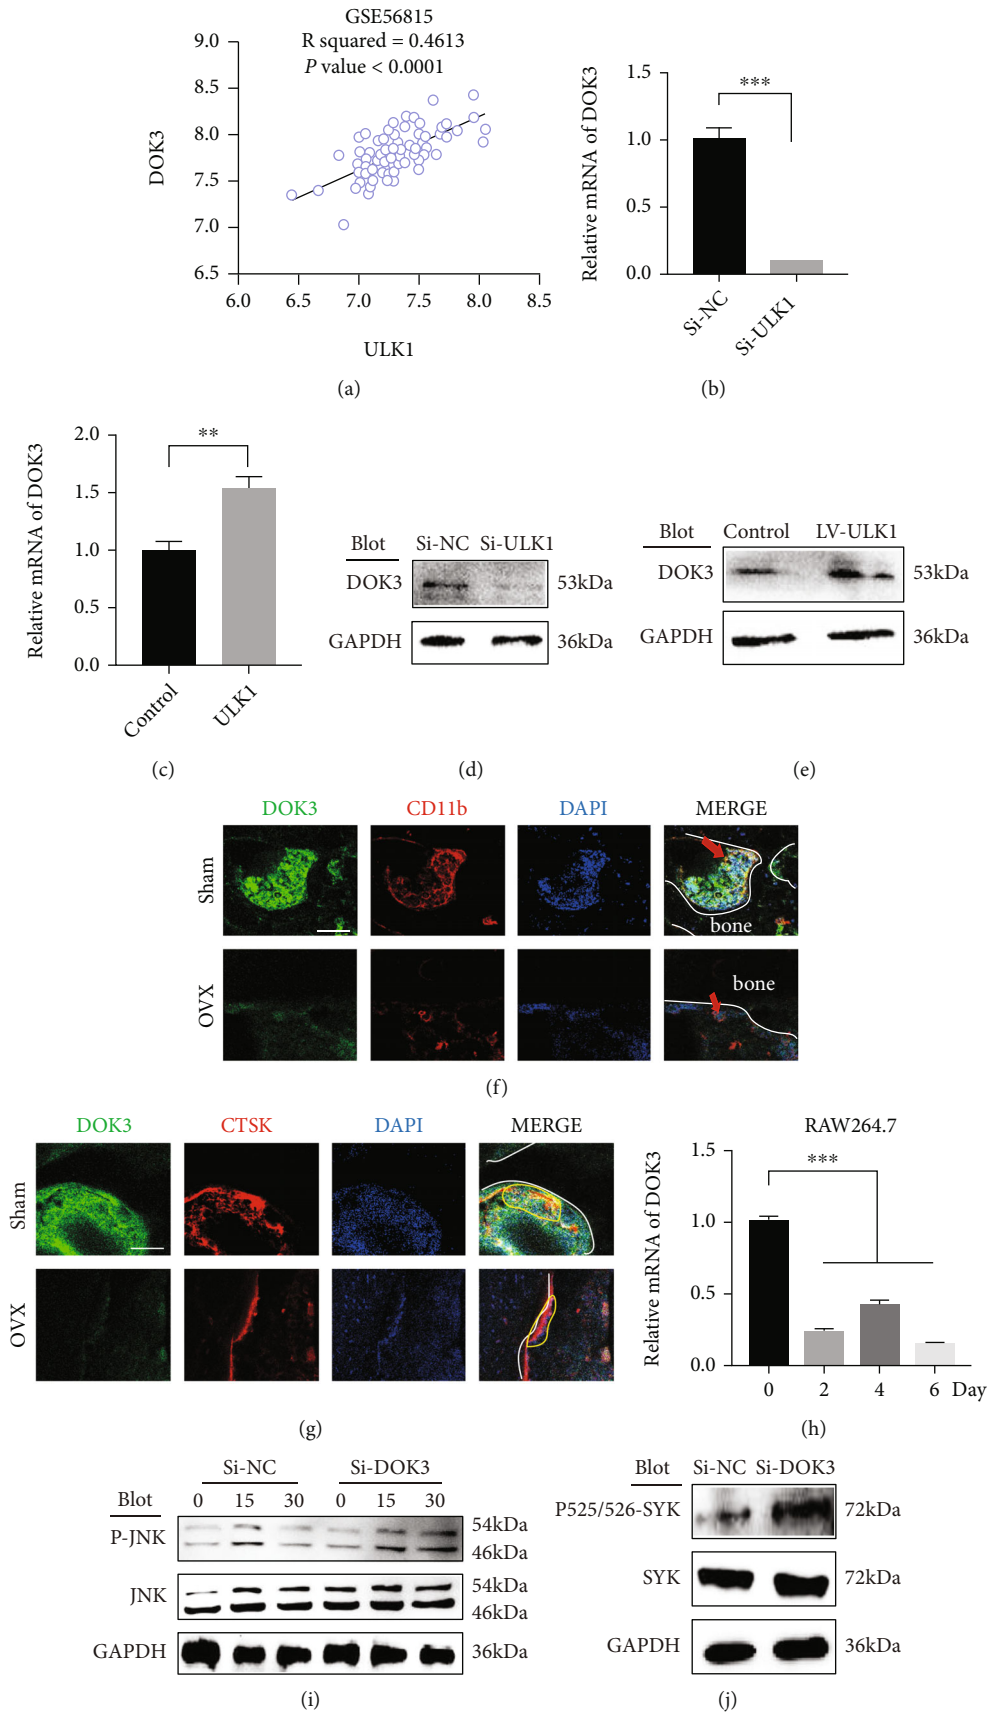 GSE56815
R squared = 0.4613
P value < 0.0001
DOK3
9.0
8.5
8.0
7.5
7.0
6.5
6.0 6.5 7.0 7.5 8.0 8.5
ULK1
(a)
Relative mRNA of DOK3
1.5
1.0
0.5
0.0
***
Si-NC
Si-ULK1
(b)
Relative mRNA of DOK3
2.0
1.5
1.0
0.5
0.0
**
Control
ULK1
(c)
Blot Si-NC Si-ULK1
DOK3 53kDa
GAPDH 36kDa
(d)
Blot Control LV-ULK1
DOK3 53kDa
GAPDH 36kDa
(e)
DOK3 CD11b DAPI MERGE
Sham
bone
OVX
bone
(f)
DOK3 CTSK DAPI MERGE
Sham
OVX
(g)
RAW264.7
Relative mRNA of DOK3
1.5
1.0
0.5
0.0
***
0 2 4 6 Day
(h)
Si-NC Si-DOK3
Blot 0 15 30 0 15 30
P-JNK 54kDa
46kDa
JNK 54kDa
46kDa
GAPDH 36kDa
(i)
Blot Si-NC Si-DOK3
P525/526-SYK 72kDa
SYK 72kDa
GAPDH 36kDa
(j)